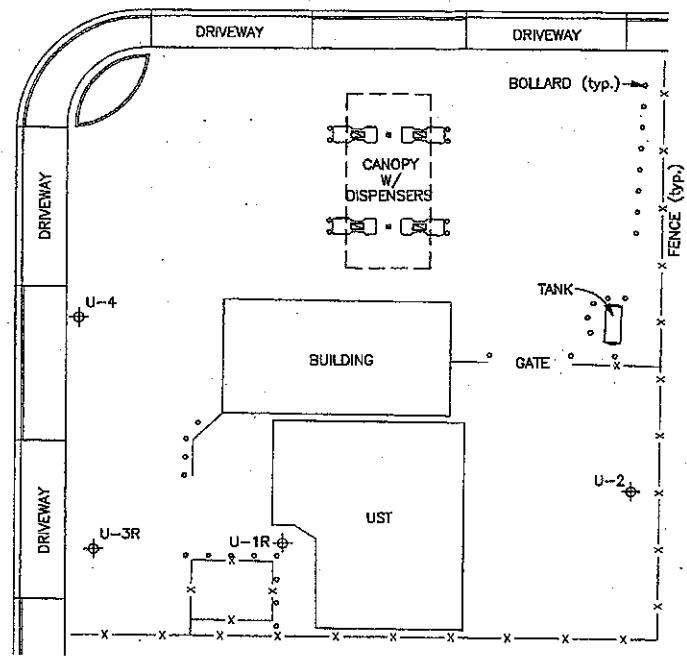 DRIVEWAY
DRIVEWAY
BOLLARD (typ.)
CANOPY
W/
DISPENSERS
DRIVEWAY
FENCE (typ.)
TANK
U-4
BUILDING
GATE
U-2
UST
DRIVEWAY
U-3R
U-1R